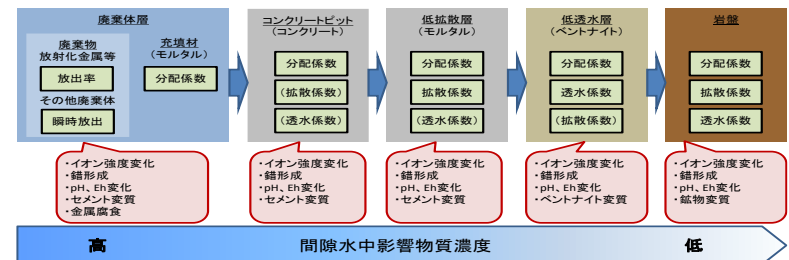 廃棄体層
廃棄物
放射化金属等
放出率
その他廃棄体
瞬時放出
充填材
(モルタル)
分配係数
コンクリートピット
(コンクリート)
分配係数
(拡散係数)
(透水係数)
低拡散層
(モルタル)
分配係数
拡散係数
(透水係数)
低透水層
(ベントナイト)
分配係数
透水係数
(拡散係数)
岩盤
分配係数
拡散係数
透水係数
・イオン強度変化
・錯形成
・pH、Eh変化
・セメント変質
・金属腐食
・イオン強度変化
・錯形成
・pH、Eh変化
・セメント変質
・イオン強度変化
・錯形成
・pH、Eh変化
・セメント変質
・イオン強度変化
・錯形成
・pH、Eh変化
・ベントナイト変質
・イオン強度変化
・錯形成
・pH、Eh変化
・鉱物変質
高 間隙水中影響物質濃度 低